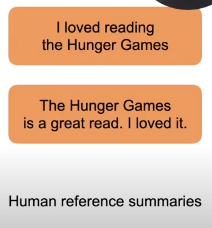 I loved reading
the Hunger Games
The Hunger Games
is a great read. I loved it.
Human reference summaries